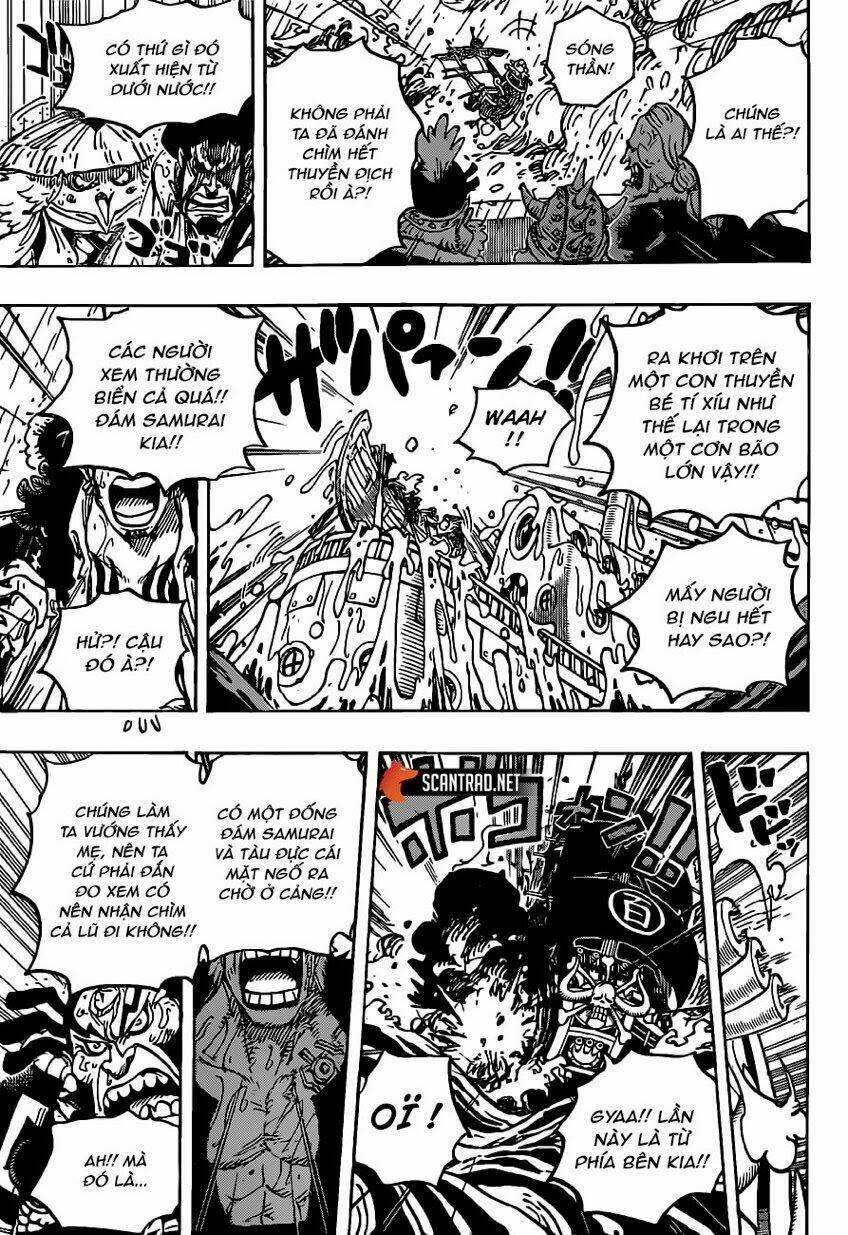 CHÚNG
LÀ AI THẾ?!
SÓNG
THẦN!
KHÔNG PHẢI
TA ĐÃ ĐÁNH
CHÌM HẾT
THUYỀN ĐỊCH
RỒI À?!
CÓ THỨ GÌ ĐÓ
XUẤT HIỆN TỪ
DƯỚI NƯỚC!!
RA KHƠI TRÊN
MỘT CON THUYỀN
BÉ TÍ XÍU NHƯ
THẾ LẠI TRONG
MỘT CƠN BÃO
LỚN VẬY!!
MẤY NGƯỜI
BỊ NGU HẾT
HAY SAO?!
WAAH
!!
ザパァーン
CÁC NGƯƠI
XEM THƯỜNG
BIỂN CẢ QUÁ!!
ĐÁM SAMURAI
KIA!!
HỬ?! CẬU
ĐÓ À?!
SCANTRAD.NET
GYAA!! LẦN
NÀY LÀ TỪ
PHÍA BÊN KIA!!
OÏ!
CÓ MỘT ĐỐNG
ĐÁM SAMURAI
VÀ TÀU ĐỰC CÁI
MẶT NGỐ RA
CHỜ Ở CẢNG!!
CHÚNG LÀM
TA VƯỚNG THẤY
MẸ, NÊN TA
CỨ PHẢI ĐẮN
ĐO XEM CÓ
NÊN NHẬN CHÌM
CẢ LŨ ĐI KHÔNG!!
AH!! MÀ
ĐÓ LÀ...